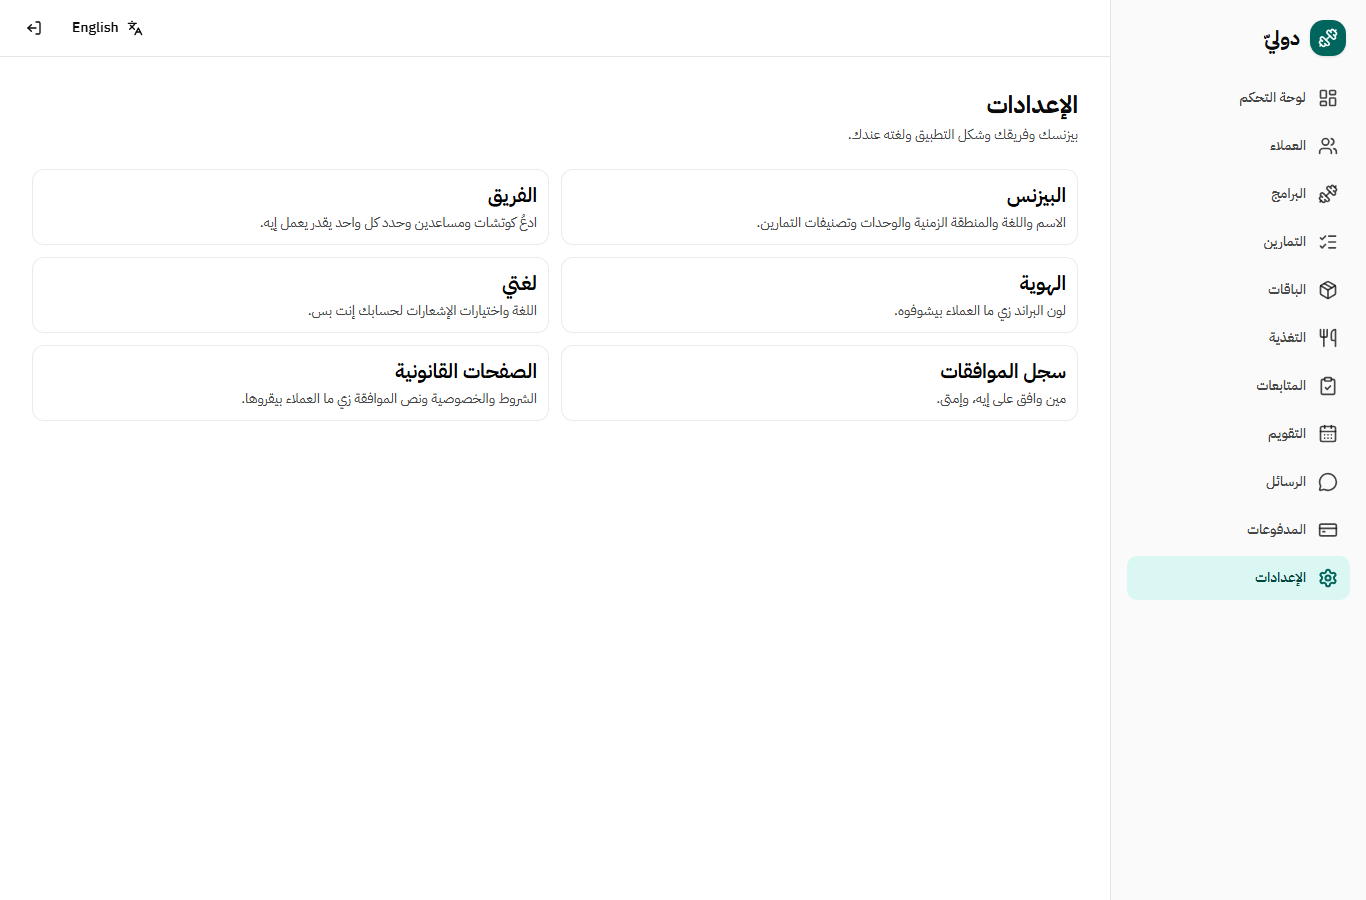 دوليّ
English
لوحة التحكم
العملاء
البرامج
التمارين
الباقات
التغذية
المتابعات
التقويم
الرسائل
المدفوعات
الإعدادات
الإعدادات
بيزنسك وفريقك وشكل التطبيق ولغته عندك.
البيزنس
الاسم واللغة والمنطقة الزمنية والوحدات وتصنيفات التمارين.
الفريق
ادعُ كوتشات ومساعدين وحدد كل واحد يقدر يعمل إيه.
الهوية
لون البراند زي ما العملاء بيشوفوه.
لغتي
اللغة واختيارات الإشعارات لحسابك إنت بس.
سجل الموافقات
مين وافق على إيه، وإمتى.
الصفحات القانونية
الشروط والخصوصية ونص الموافقة زي ما العملاء بيقروها.